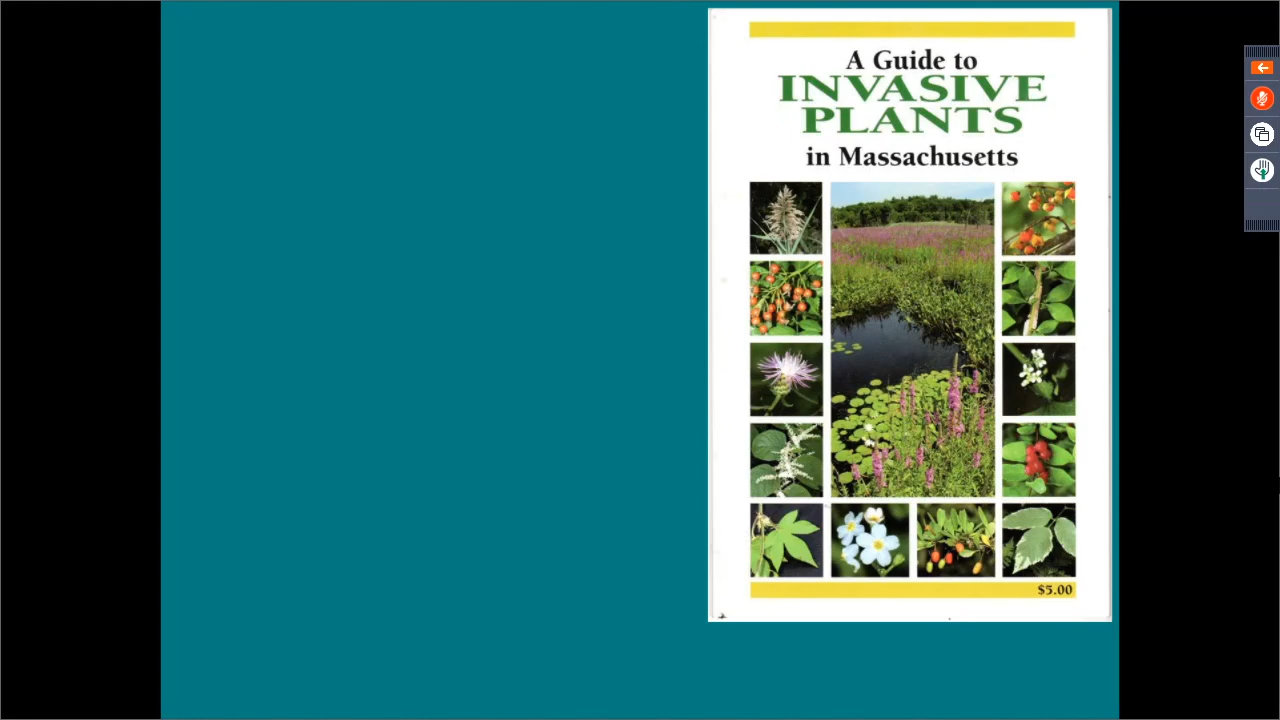 A Guide to
INVASIVE
PLANTS
in Massachusetts
$5.00